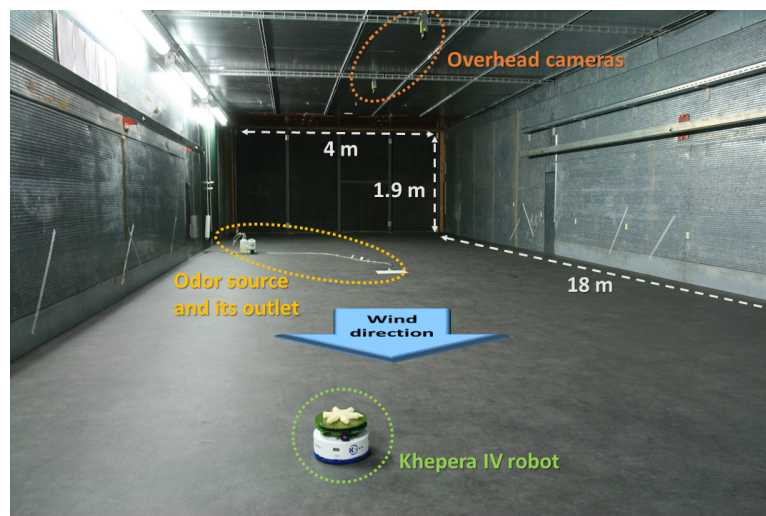 Overhead cameras
4 m
1.9 m
Odor source
and its outlet
18 m
Wind
direction
Khepera IV robot